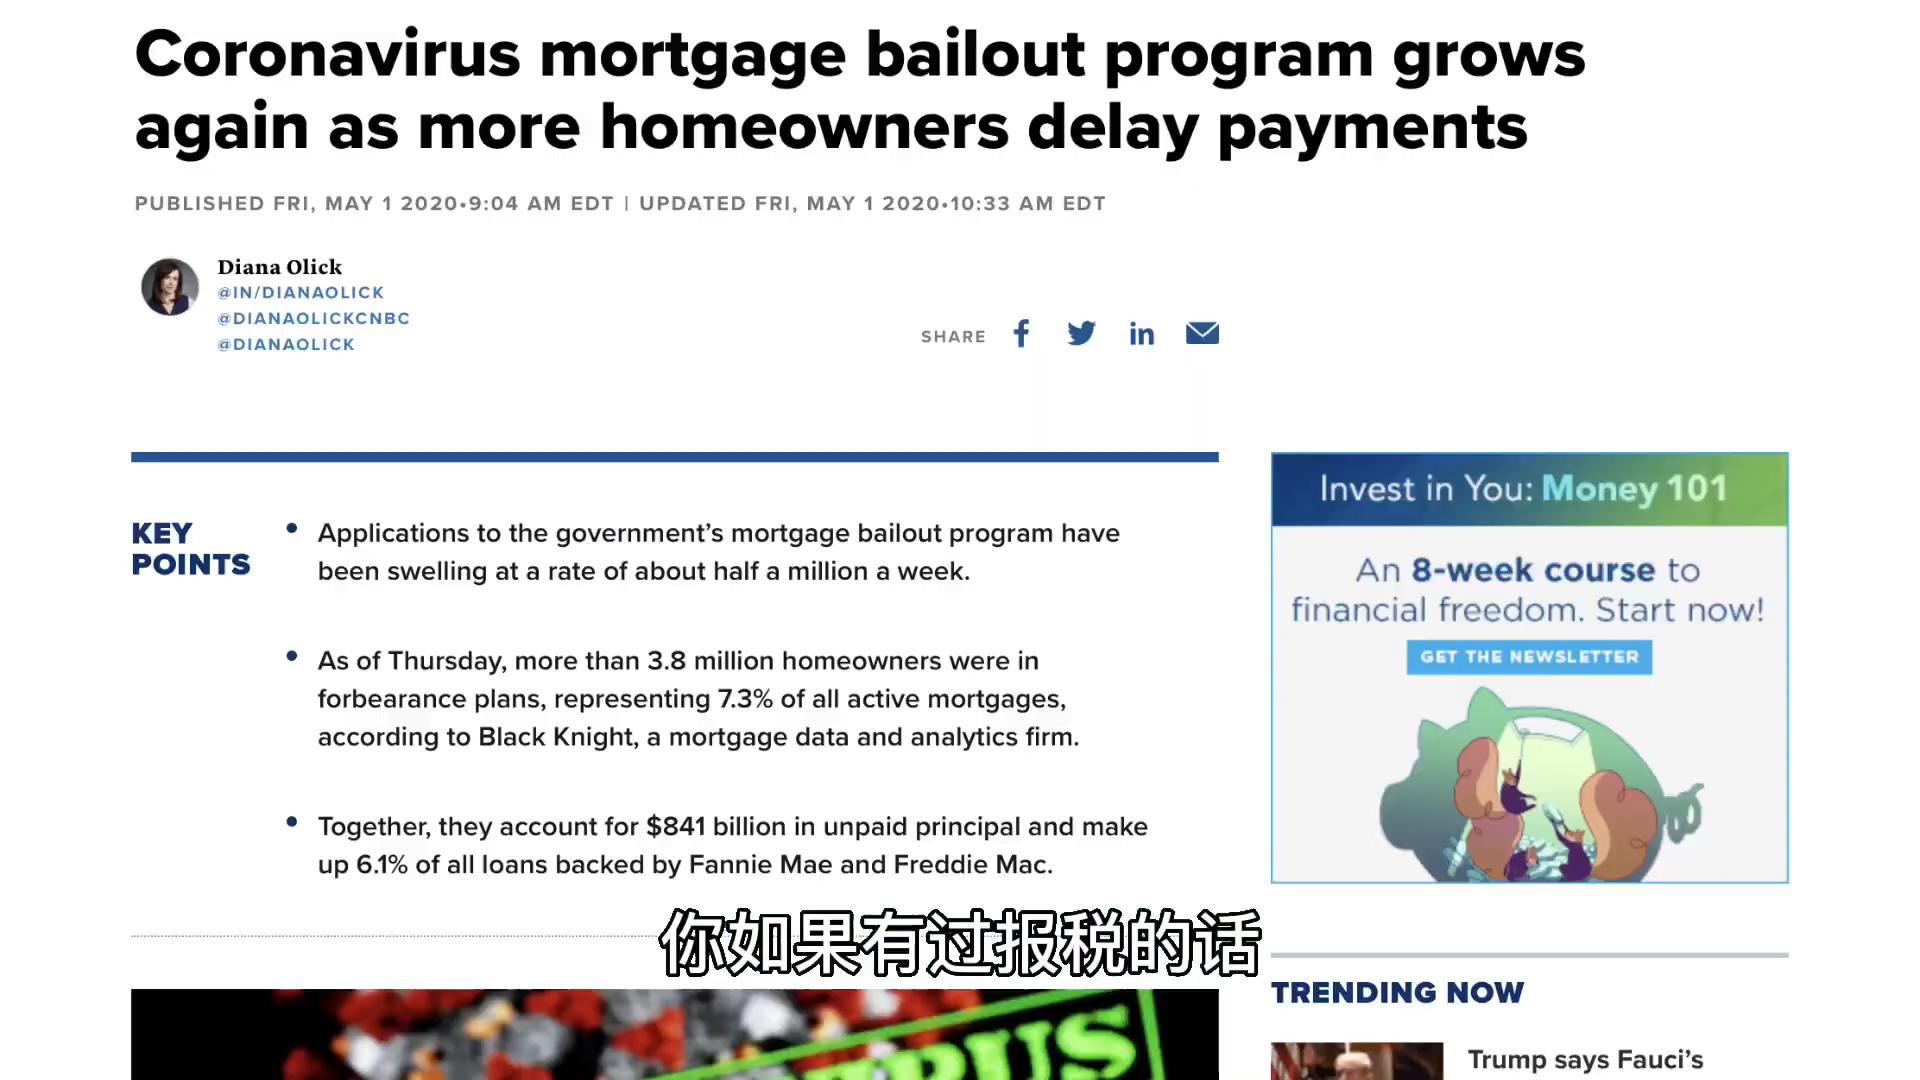 Coronavirus mortgage bailout program grows
again as more homeowners delay payments
PUBLISHED FRI, MAY 1 2020•9:04 AM EDT | UPDATED FRI, MAY 1 2020•10:33 AM EDT
Diana Olick
@IN/DIANAOLICK
@DIANAOLICKCNBC
@DIANAOLICK
SHARE
KEY
POINTS
• Applications to the government’s mortgage bailout program have
been swelling at a rate of about half a million a week.
• As of Thursday, more than 3.8 million homeowners were in
forbearance plans, representing 7.3% of all active mortgages,
according to Black Knight, a mortgage data and analytics firm.
• Together, they account for $841 billion in unpaid principal and make
up 6.1% of all loans backed by Fannie Mae and Freddie Mac.
Invest in You: Money 101
An 8-week course to
financial freedom. Start now!
GET THE NEWSLETTER
你如果有过报税的话
TRENDING NOW
Trump says Fauci’s